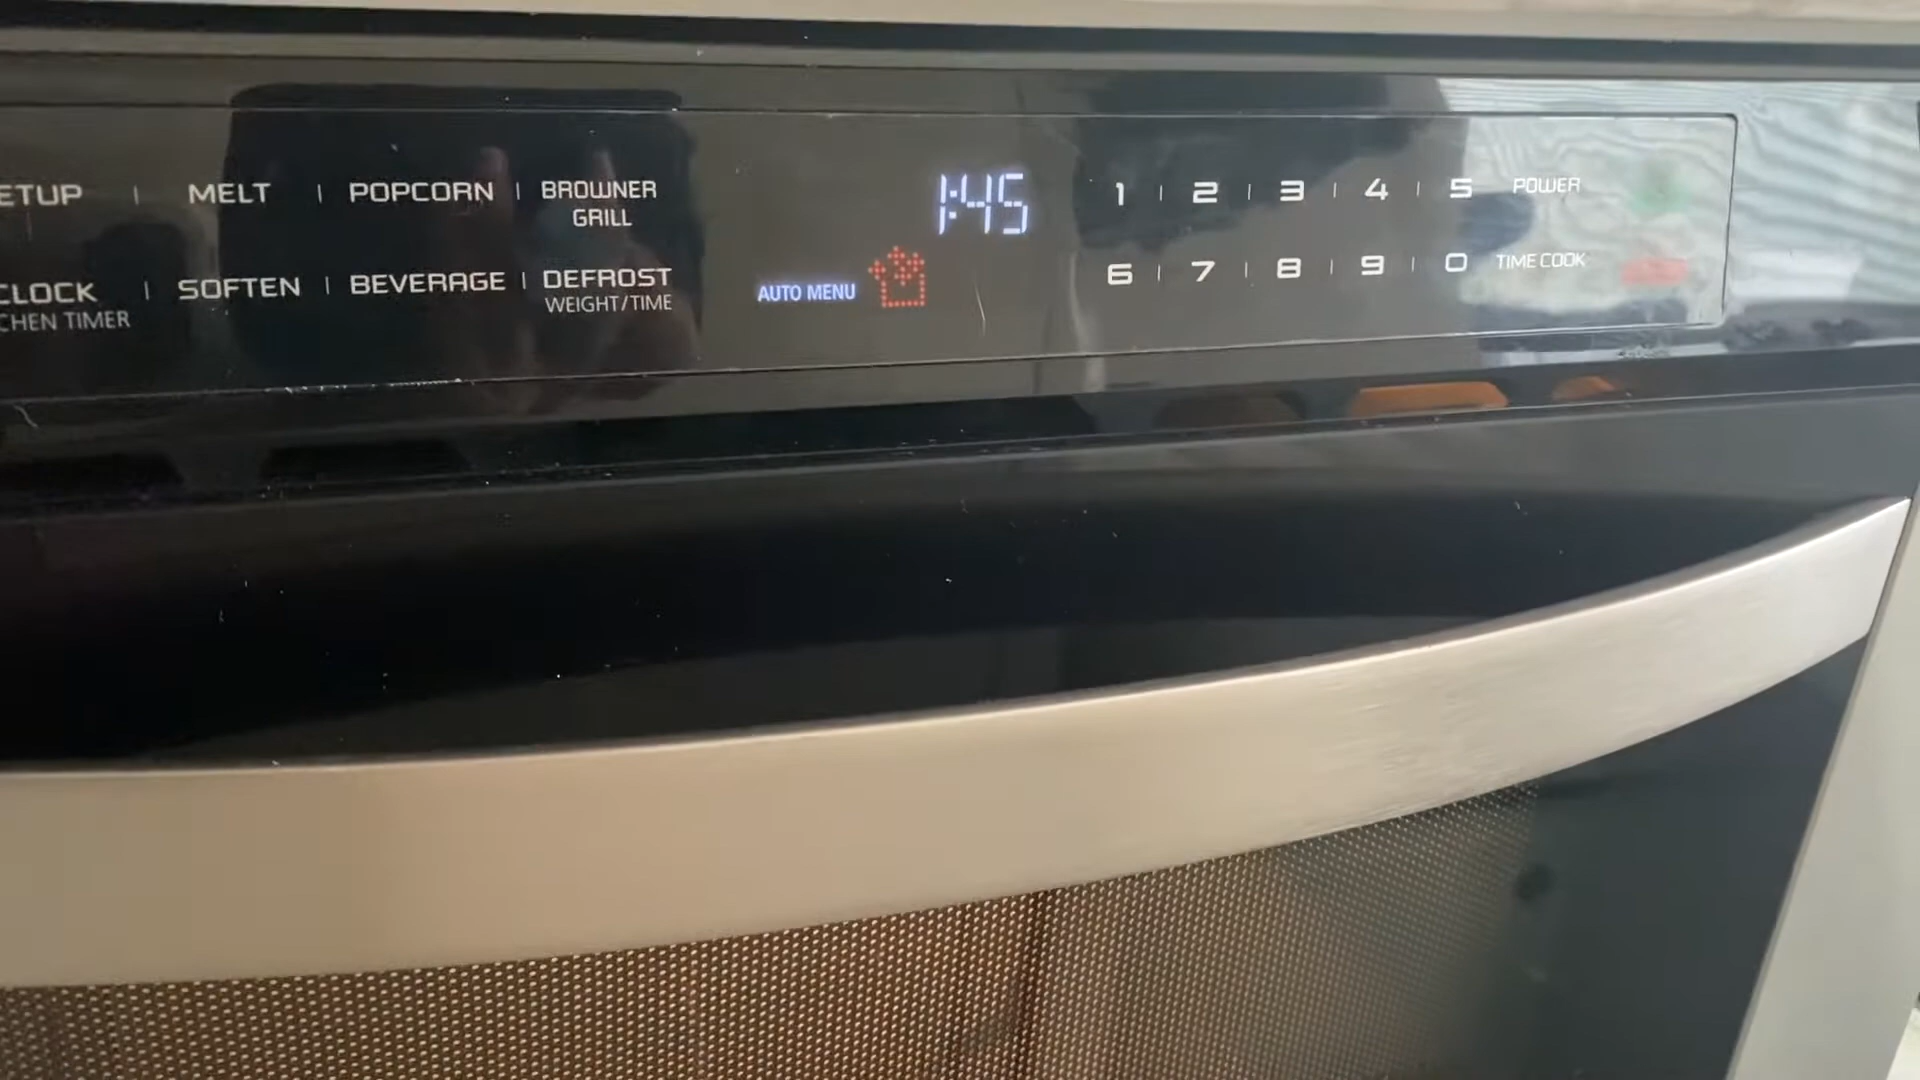 ETUP | MELT | POPCORN | BROWNER
GRILL
CLOCK | SOFTEN | BEVERAGE | DEFROST
CHEN TIMER
WEIGHT/TIME
1:45
AUTO MENU
1 | 2 | 3 | 4 | 5 POWER
6 | 7 | 8 | 9 | 0 TIME COOK